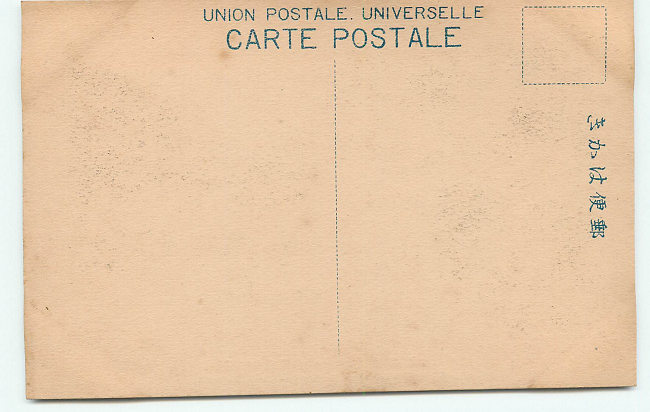 UNION POSTALE. UNIVERSELLE
CARTE POSTALE
きかは便郵